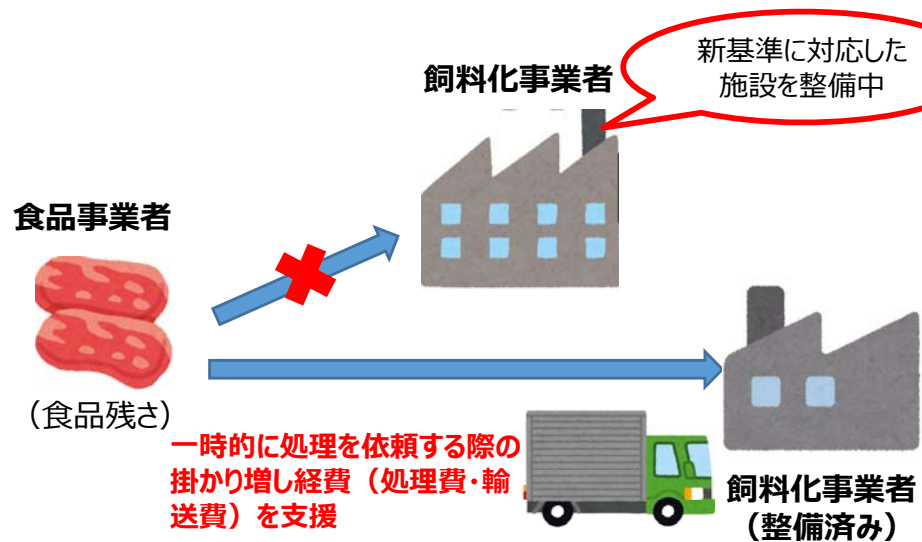 新基準に対応した
施設を整備中
飼料化事業者
食品事業者
（食品残さ）
一時的に処理を依頼する際の
掛かり増し経費（処理費・輸
送費）を支援
飼料化事業者
（整備済み）